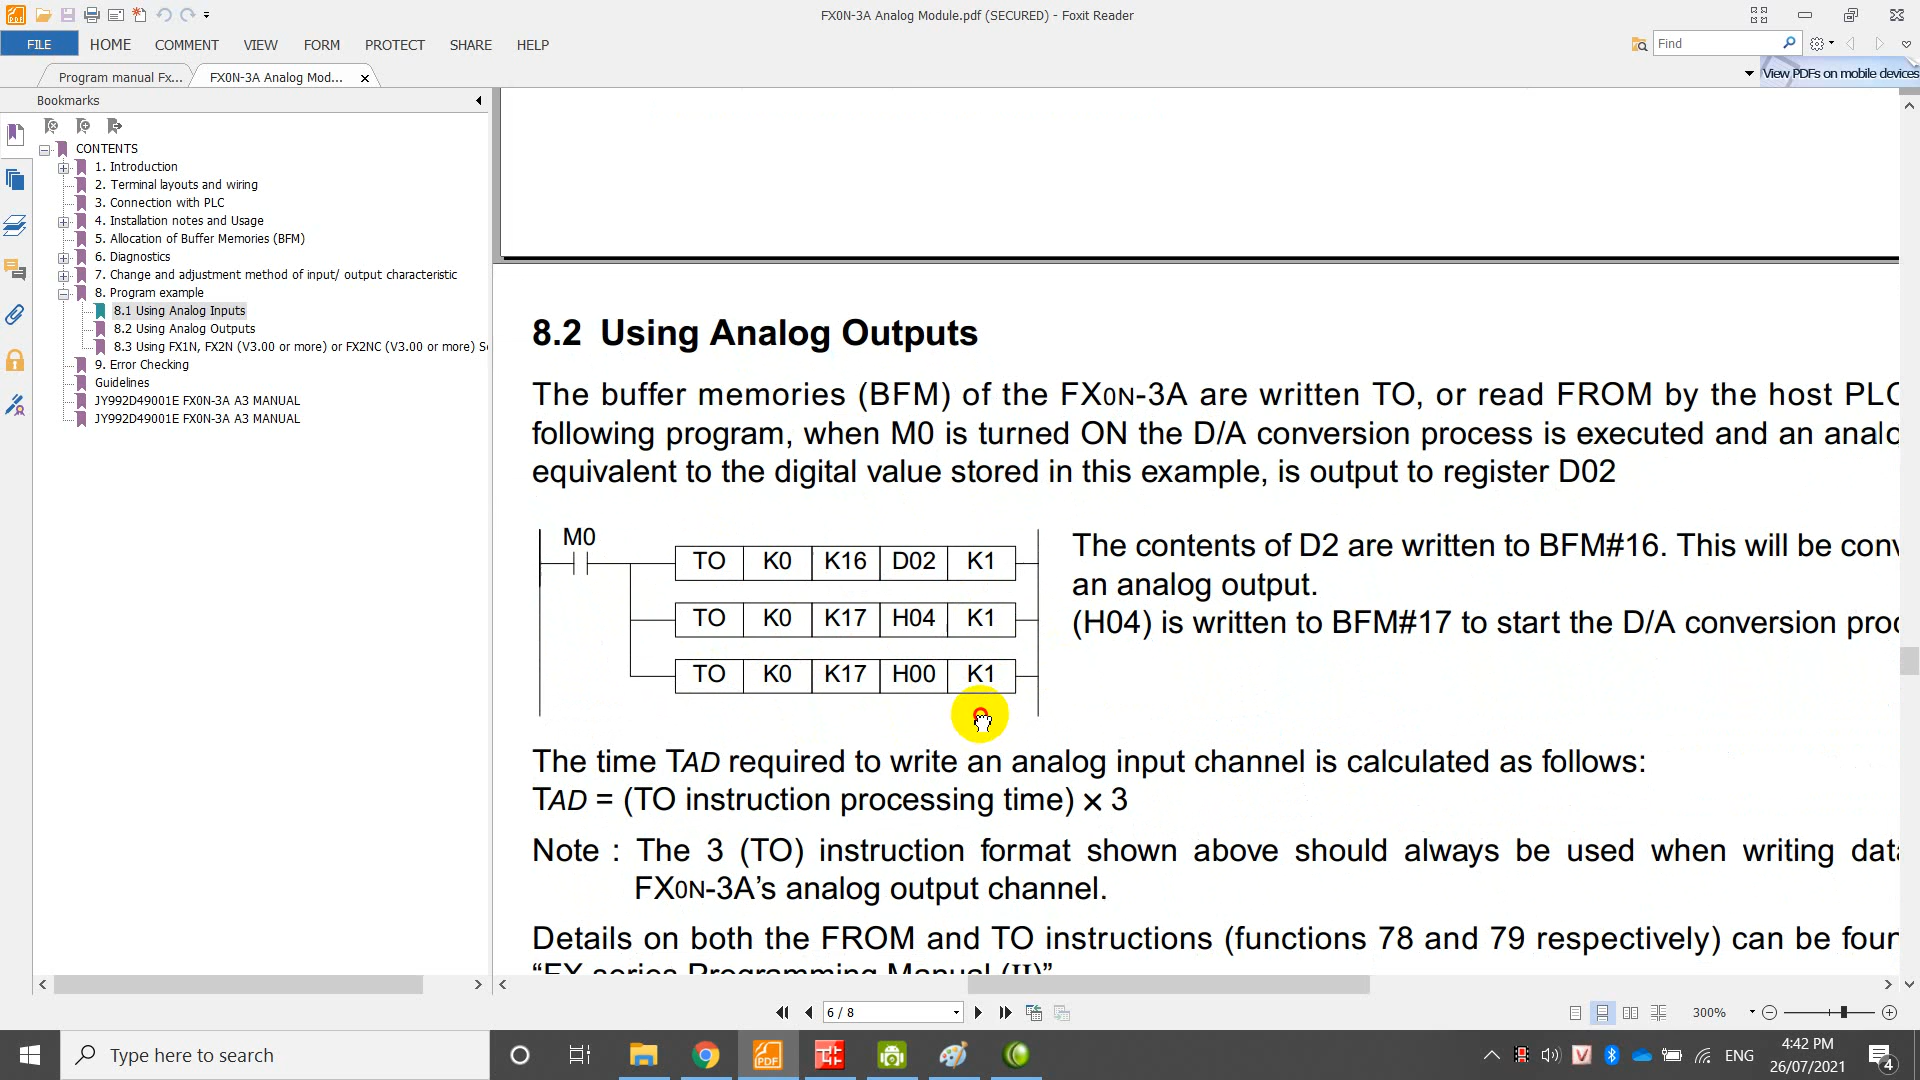 FX0N-3A Analog Module.pdf (SECURED) - Foxit Reader
FILE HOME COMMENT VIEW FORM PROTECT SHARE HELP
Find
Program manual Fx... FX0N-3A Analog Mod...
View PDFs on mobile devices
Bookmarks
CONTENTS
1. Introduction
2. Terminal layouts and wiring
3. Connection with PLC
4. Installation notes and Usage
5. Allocation of Buffer Memories (BFM)
6. Diagnostics
7. Change and adjustment method of input/ output characteristic
8. Program example
8.1 Using Analog Inputs
8.2 Using Analog Outputs
8.3 Using FX1N, FX2N (V3.00 or more) or FX2NC (V3.00 or more) S
9. Error Checking
Guidelines
JY992D49001E FX0N-3A A3 MANUAL
JY992D49001E FX0N-3A A3 MANUAL
8.2 Using Analog Outputs
The buffer memories (BFM) of the FX0N-3A are written TO, or read FROM by the host PLC
following program, when M0 is turned ON the D/A conversion process is executed and an analo
equivalent to the digital value stored in this example, is output to register D02
M0
TO K0 K16 D02 K1
TO K0 K17 H04 K1
TO K0 K17 H00 K1
The contents of D2 are written to BFM#16. This will be conv
an analog output.
(H04) is written to BFM#17 to start the D/A conversion proc
The time TAD required to write an analog input channel is calculated as follows:
TAD = (TO instruction processing time) × 3
Note : The 3 (TO) instruction format shown above should always be used when writing data
FX0N-3A's analog output channel.
Details on both the FROM and TO instructions (functions 78 and 79 respectively) can be foun
“FX series Programming Manual (II)”
6 / 8
300%
Type here to search
PDF
ENG
4:42 PM
26/07/2021
4